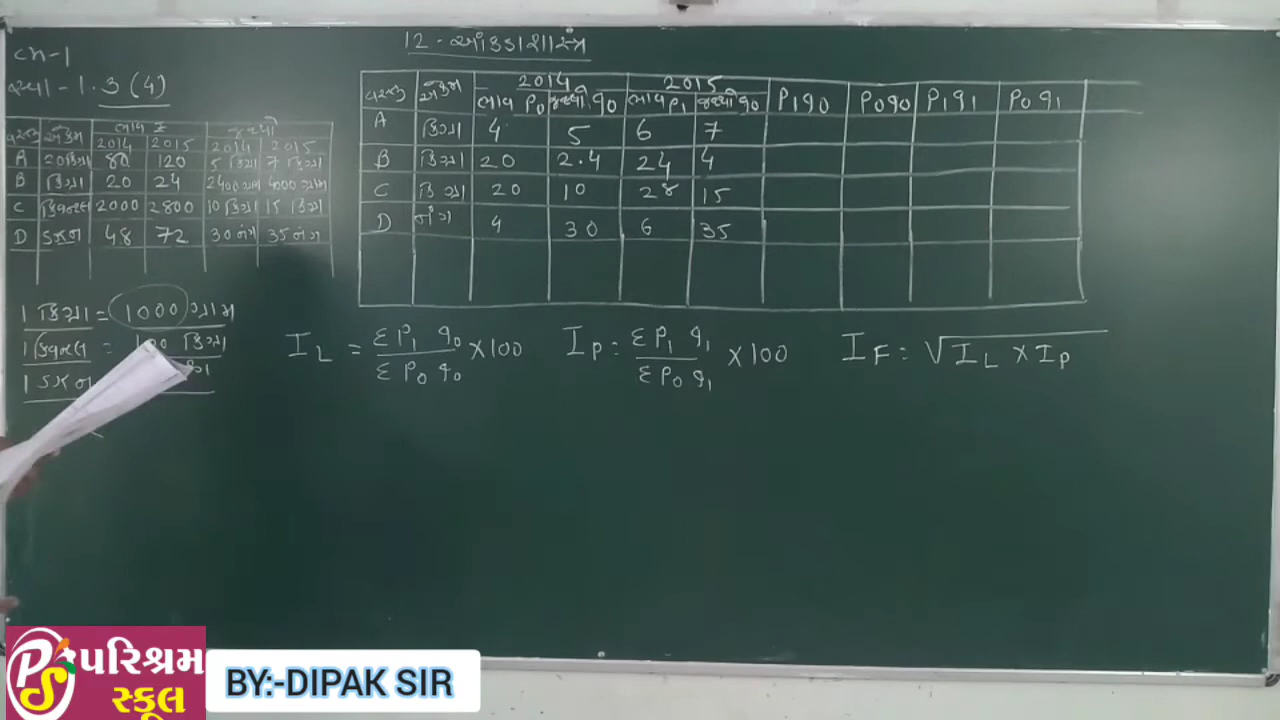 12 - આંકડાશાસ્ત્ર
CH-1
સ્વા - 1.3 (4)
વસ્તુ એકમ ભાવ ₹ જથ્થો
2014 2015 2014 2015
A 20 કિગ્રા 80 120 5 કિગ્રા 7 કિગ્રા
B કિગ્રા 20 24 2400 ગ્રામ 4000 ગ્રામ
C ક્વિન્ટલ 2000 2800 10 કિગ્રા 15 કિગ્રા
D ડઝન 48 72 30 નંગ 35 નંગ
1 કિગ્રા = 1000 ગ્રામ
1 ક્વિન્ટલ = 100 કિગ્રા
1 ડઝન
વસ્તુ એકમ 2014 2015 P1q0 P0q0 P1q1 P0q1
ભાવ P0 જથ્થો q0 ભાવ P1 જથ્થો q0
A કિગ્રા 4 5 6 7
B કિગ્રા 20 2.4 24 4
C કિગ્રા 20 10 28 15
D નંગ 4 30 6 35
IL = ΣP1 q0 / ΣP0 q0 × 100 IP = ΣP1 q1 / ΣP0 q1 × 100 IF = √IL × IP
પરિશ્રમ
સ્કૂલ
PS
BY:-DIPAK SIR